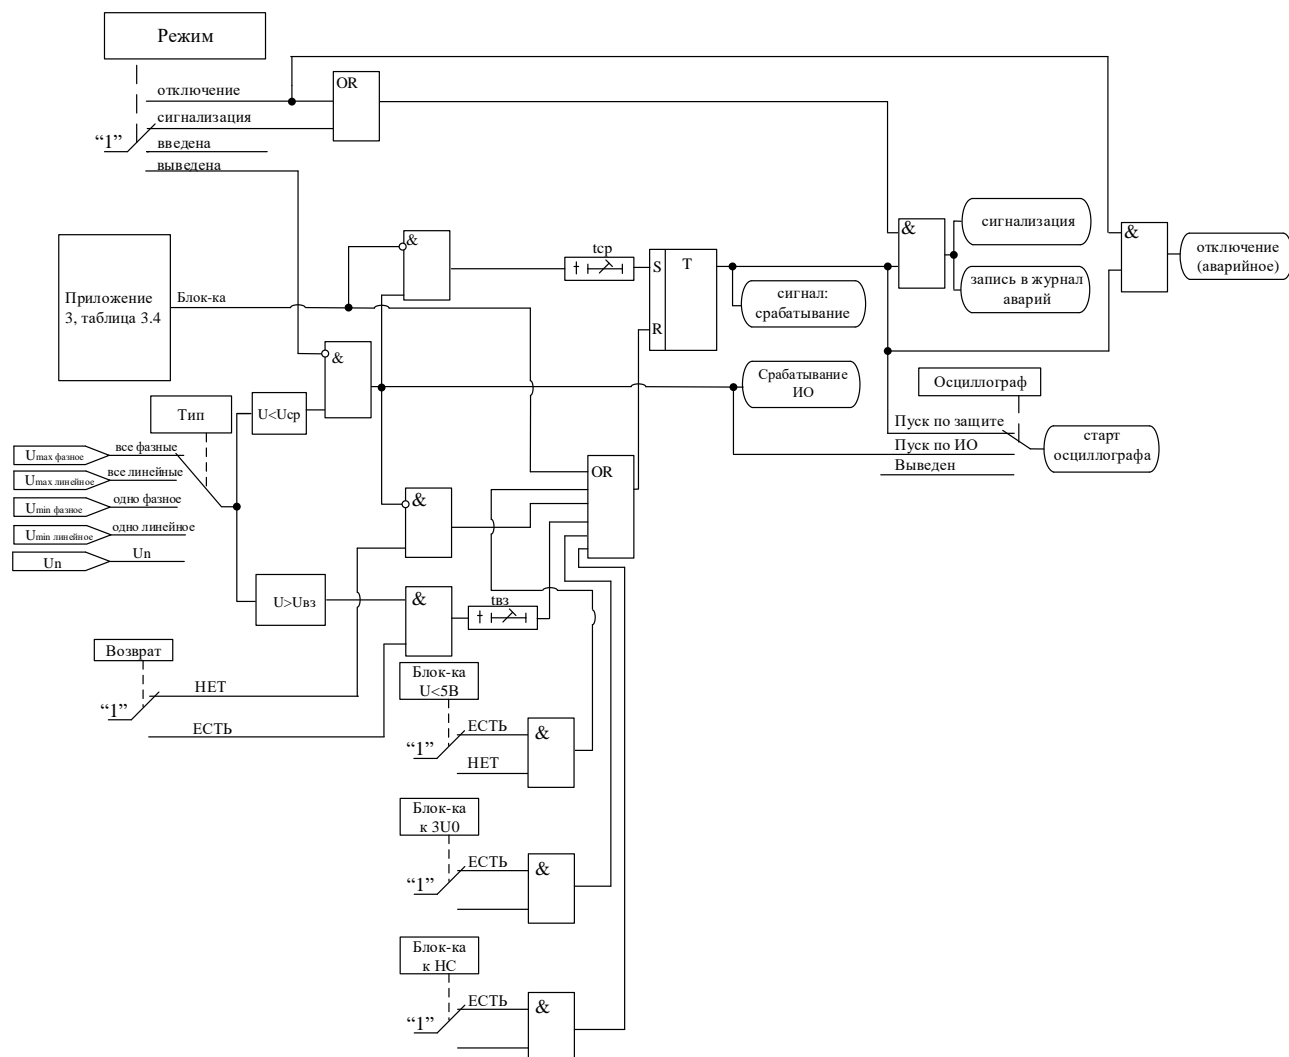 Режим
отключение
OR
сигнализация
“1”
введена
выведена
Приложение
3, таблица 3.4
Блок-ка
&
tср
S
T
R
&
сигнализация
запись в журнал
аварий
&
отключение
(аварийное)
сигнал:
срабатывание
&
Срабатывание
ИО
Осциллограф
Пуск по защите
Пуск по ИО
Выведен
старт
осциллографа
Тип
U<Uср
Umax фазное
все фазные
Umax линейное
все линейные
Umin фазное
одно фазное
Umin линейное
одно линейное
Un
Un
OR
&
U>Uвз
&
tвз
Возврат
“1”
НЕТ
ЕСТЬ
Блок-ка
U<5В
“1”
ЕСТЬ
НЕТ
&
Блок-ка
к 3U0
“1”
ЕСТЬ
&
Блок-ка
к НС
“1”
ЕСТЬ
&